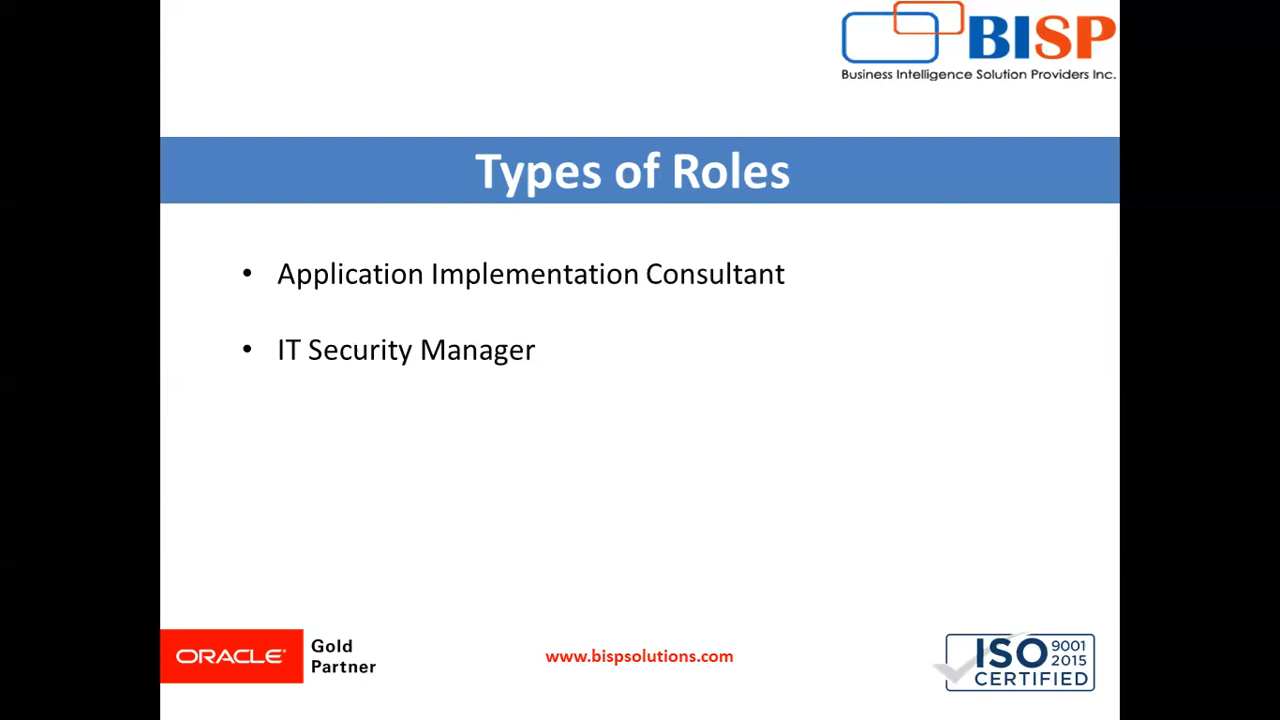 BISP
Business Intelligence Solution Providers Inc.
Types of Roles
• Application Implementation Consultant
• IT Security Manager
ORACLE® Gold
Partner
www.bispsolutions.com
ISO 9001
2015
CERTIFIED